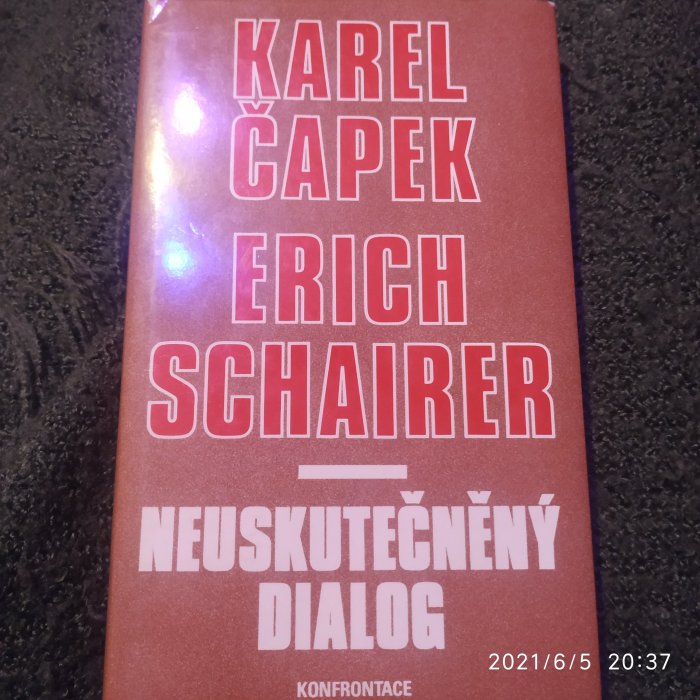 KAREL
ČAPEK
ERICH
SCHAIRER
NEUSKUTEČNĚNÝ
DIALOG
KONFRONTACE
2021/6/5 20:37